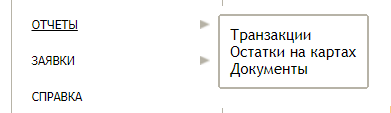 ОТЧЕТЫ
Транзакции
Остатки на картах
Документы
ЗАЯВКИ
СПРАВКА